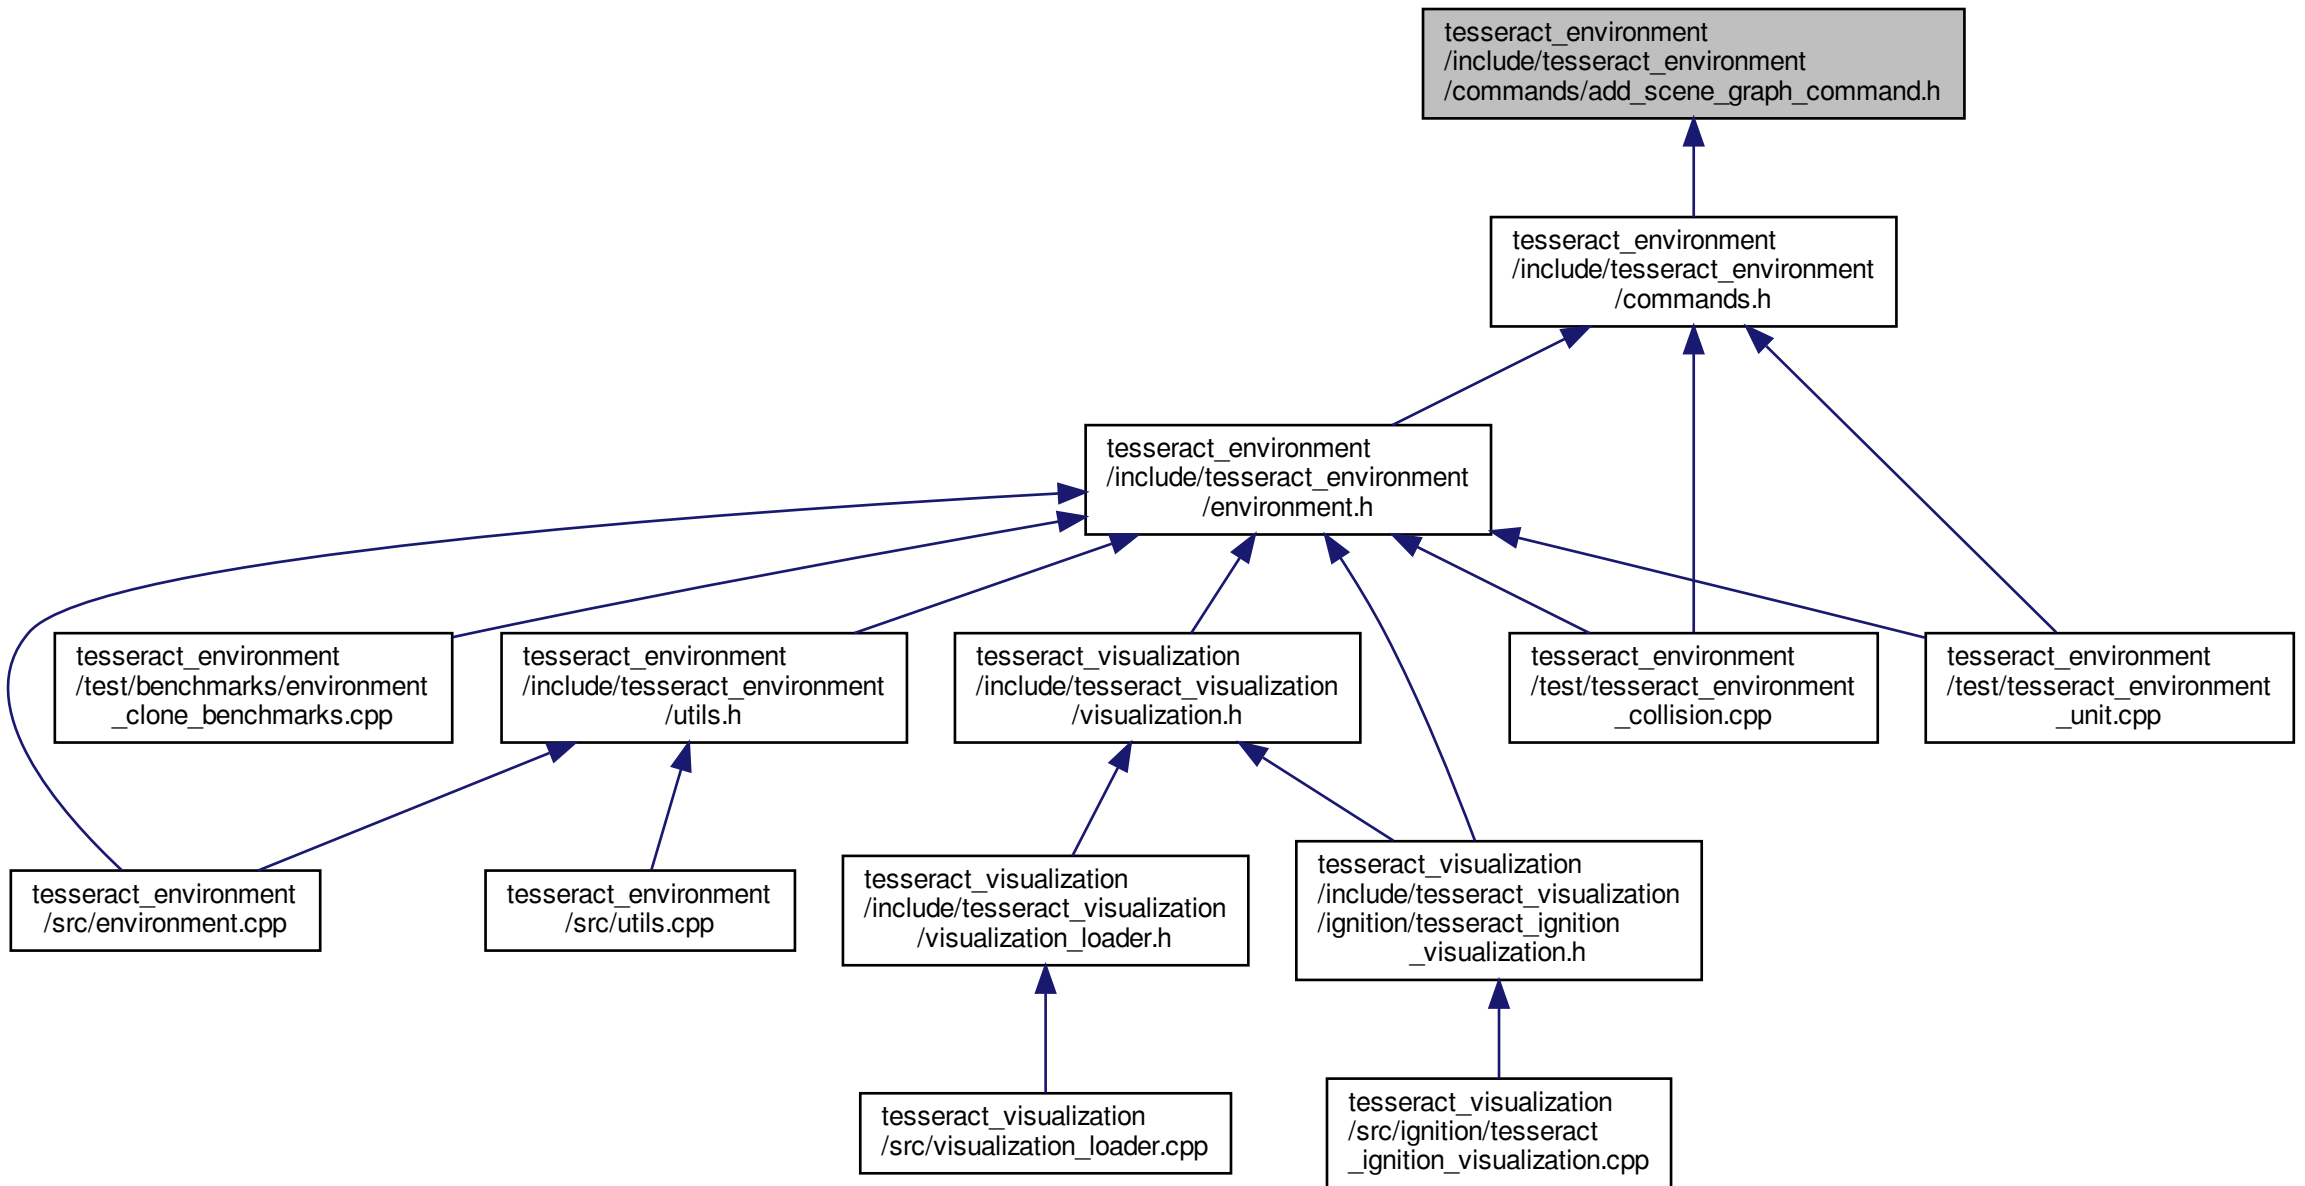 tesseract_environment
/include/tesseract_environment
/commands/add_scene_graph_command.h
tesseract_environment
/include/tesseract_environment
/commands.h
tesseract_environment
/include/tesseract_environment
/environment.h
tesseract_environment
/test/benchmarks/environment
_clone_benchmarks.cpp
tesseract_environment
/include/tesseract_environment
/utils.h
tesseract_visualization
/include/tesseract_visualization
/visualization.h
tesseract_environment
/test/tesseract_environment
_collision.cpp
tesseract_environment
/test/tesseract_environment
_unit.cpp
tesseract_environment
/src/environment.cpp
tesseract_environment
/src/utils.cpp
tesseract_visualization
/include/tesseract_visualization
/visualization_loader.h
tesseract_visualization
/include/tesseract_visualization
/ignition/tesseract_ignition
_visualization.h
tesseract_visualization
/src/visualization_loader.cpp
tesseract_visualization
/src/ignition/tesseract
_ignition_visualization.cpp